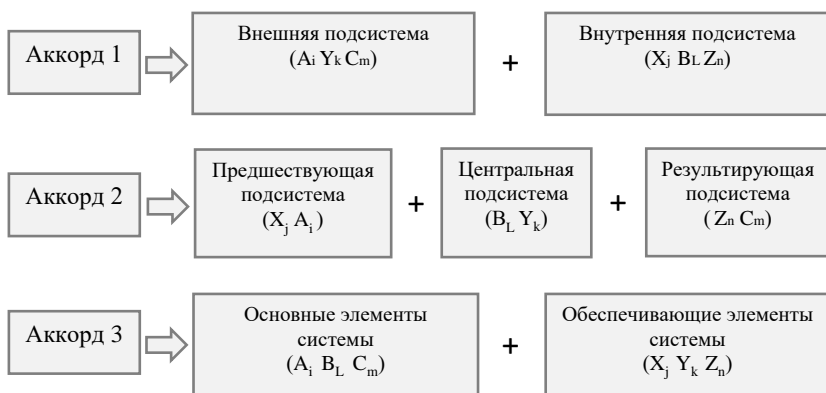 Аккорд 1
Внешняя подсистема
(Ai Yk Cm)
+
Внутренняя подсистема
(Xj BL Zn)
Аккорд 2
Предшествующая
подсистема
(Xj Ai )
+
Центральная
подсистема
(BL Yk)
+
Результирующая
подсистема
( Zn Cm)
Аккорд 3
Основные элементы
системы
(Ai BL Cm)
+
Обеспечивающие элементы
системы
(Xj Yk Zn)